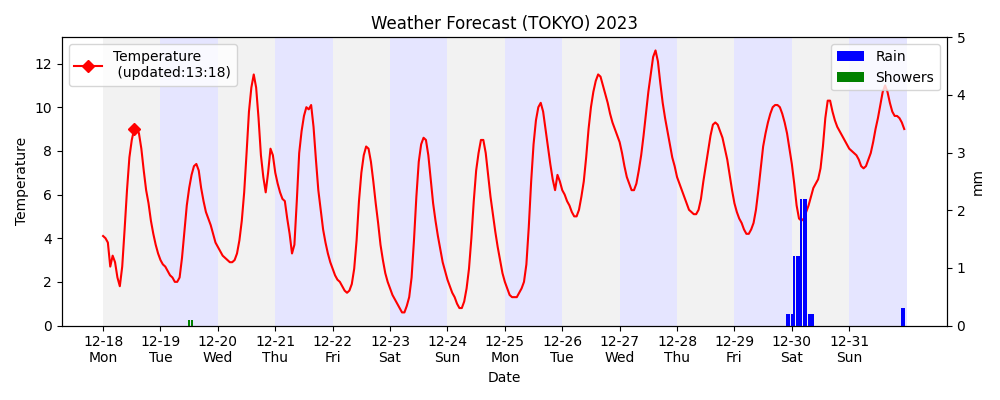 Weather Forecast (TOKYO) 2023
Temperature
(updated:13:18)
Rain
Showers
Temperature
12
10
8
6
4
2
0
5
4
3
2
1
0
mm
12-18 12-19 12-20 12-21 12-22 12-23 12-24 12-25 12-26 12-27 12-28 12-29 12-30 12-31
Mon Tue Wed Thu Fri Sat Sun Mon Tue Wed Thu Fri Sat Sun
Date